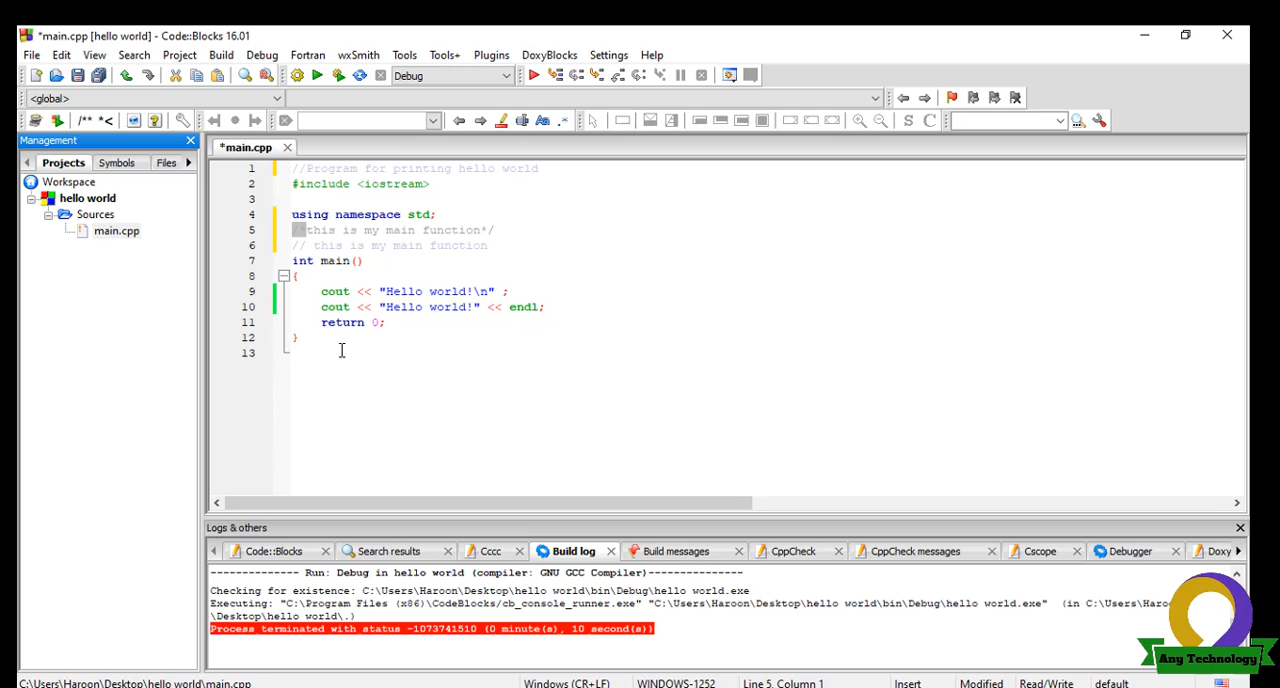 *main.cpp [hello world] - Code::Blocks 16.01
File Edit View Search Project Build Debug Fortran wxSmith Tools Tools+ Plugins DoxyBlocks Settings Help
Debug
<global>
/** *<
S C
Management
*main.cpp
Projects Symbols Files
Workspace
hello world
Sources
main.cpp
1 //Program for printing hello world
2 #include <iostream>
3
4 using namespace std;
5 /*this is my main function*/
6 // this is my main function
7 int main()
8 {
9 cout << "Hello world!\n" ;
10 cout << "Hello world!" << endl;
11 return 0;
12 }
13
Logs & others
Code::Blocks Search results Cccc Build log Build messages CppCheck CppCheck messages Cscope Debugger Doxy
-------------- Run: Debug in hello world (compiler: GNU GCC Compiler)---------------
Checking for existence: C:\Users\Haroon\Desktop\hello world\bin\Debug\hello world.exe
Executing: "C:\Program Files (x86)\CodeBlocks/cb_console_runner.exe" "C:\Users\Haroon\Desktop\hello world\bin\Debug\hello world.exe" (in C:\Users\Haroo
\Desktop\hello world\.)
Process terminated with status -1073741510 (0 minute(s), 10 second(s))
Any Technology
C:\Users\Haroon\Desktop\hello world\main.cpp Windows (CR+LF) WINDOWS-1252 Line 5, Column 1 Insert Modified Read/Write default